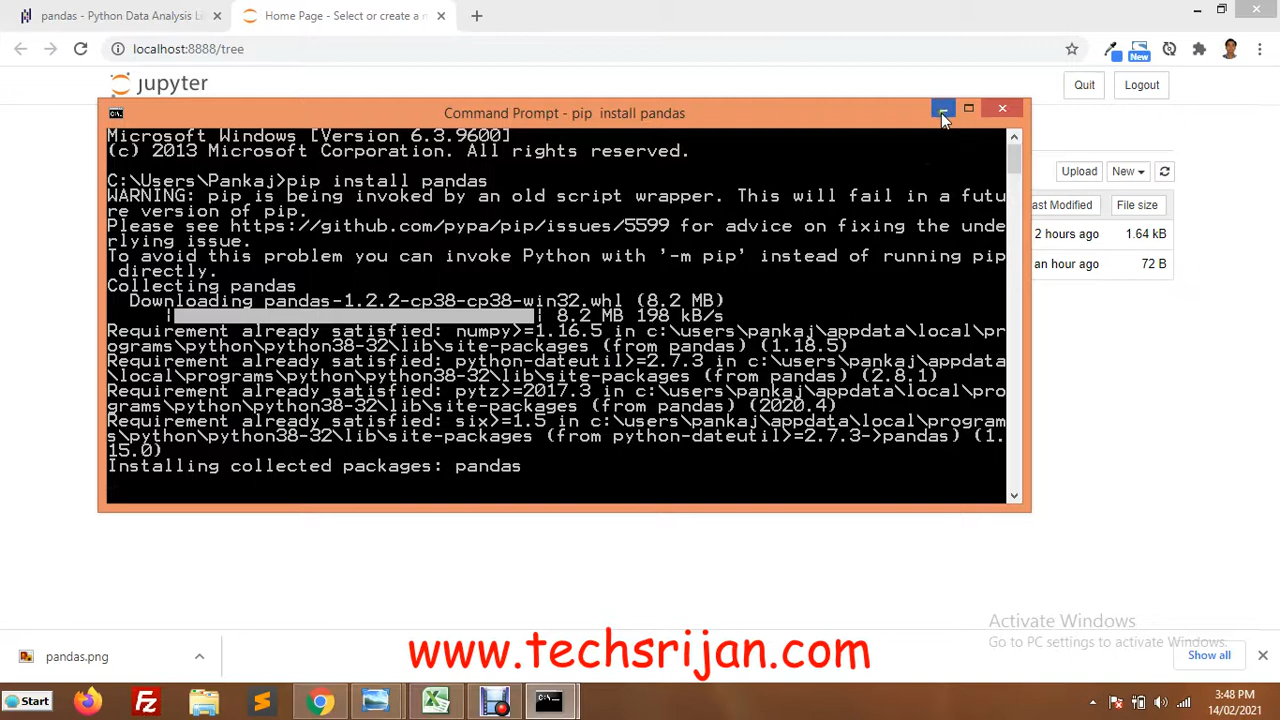 pandas - Python Data Analysis Li
Home Page - Select or create a n
localhost:8888/tree
New
jupyter
Quit
Logout
Command Prompt - pip  install pandas
Microsoft Windows [Version 6.3.9600]
(c) 2013 Microsoft Corporation. All rights reserved.
C:\Users\Pankaj>pip install pandas
WARNING: pip is being invoked by an old script wrapper. This will fail in a futu
re version of pip.
Please see https://github.com/pypa/pip/issues/5599 for advice on fixing the unde
rlying issue.
To avoid this problem you can invoke Python with '-m pip' instead of running pip
 directly.
Collecting pandas
  Downloading pandas-1.2.2-cp38-cp38-win32.whl (8.2 MB)
| | 8.2 MB 198 kB/s
Requirement already satisfied: numpy>=1.16.5 in c:\users\pankaj\appdata\local\pr
ograms\python\python38-32\lib\site-packages (from pandas) (1.18.5)
Requirement already satisfied: python-dateutil>=2.7.3 in c:\users\pankaj\appdata
\local\programs\python\python38-32\lib\site-packages (from pandas) (2.8.1)
Requirement already satisfied: pytz>=2017.3 in c:\users\pankaj\appdata\local\pro
grams\python\python38-32\lib\site-packages (from pandas) (2020.4)
Requirement already satisfied: six>=1.5 in c:\users\pankaj\appdata\local\program
s\python\python38-32\lib\site-packages (from python-dateutil>=2.7.3->pandas) (1.
15.0)
Installing collected packages: pandas
Upload
New
ast Modified
File size
2 hours ago
1.64 kB
an hour ago
72 B
Activate Windows
Go to PC settings to activate Windows.
pandas.png
www.techsrijan.com
Show all
Start
3:48 PM
14/02/2021